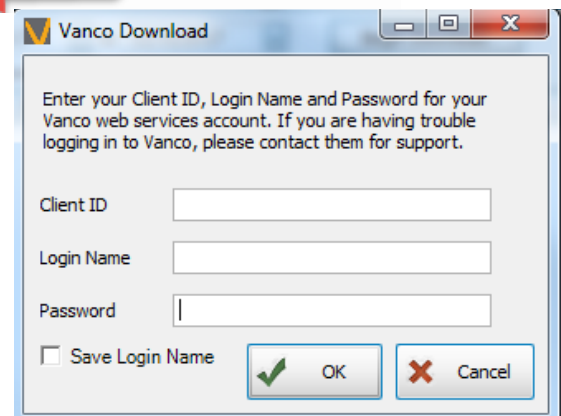 Vanco Download
Enter your Client ID, Login Name and Password for your
Vanco web services account. If you are having trouble
logging in to Vanco, please contact them for support.
Client ID
Login Name
Password
Save Login Name
OK
Cancel